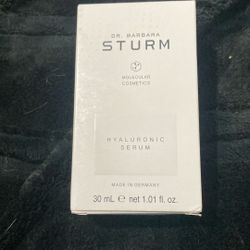 DR. BARBARA
STURM
MOLECULAR
COSMETICS
HYALURONIC
SERUM
MADE IN GERMANY
30 mL e net 1.01 fl. oz.